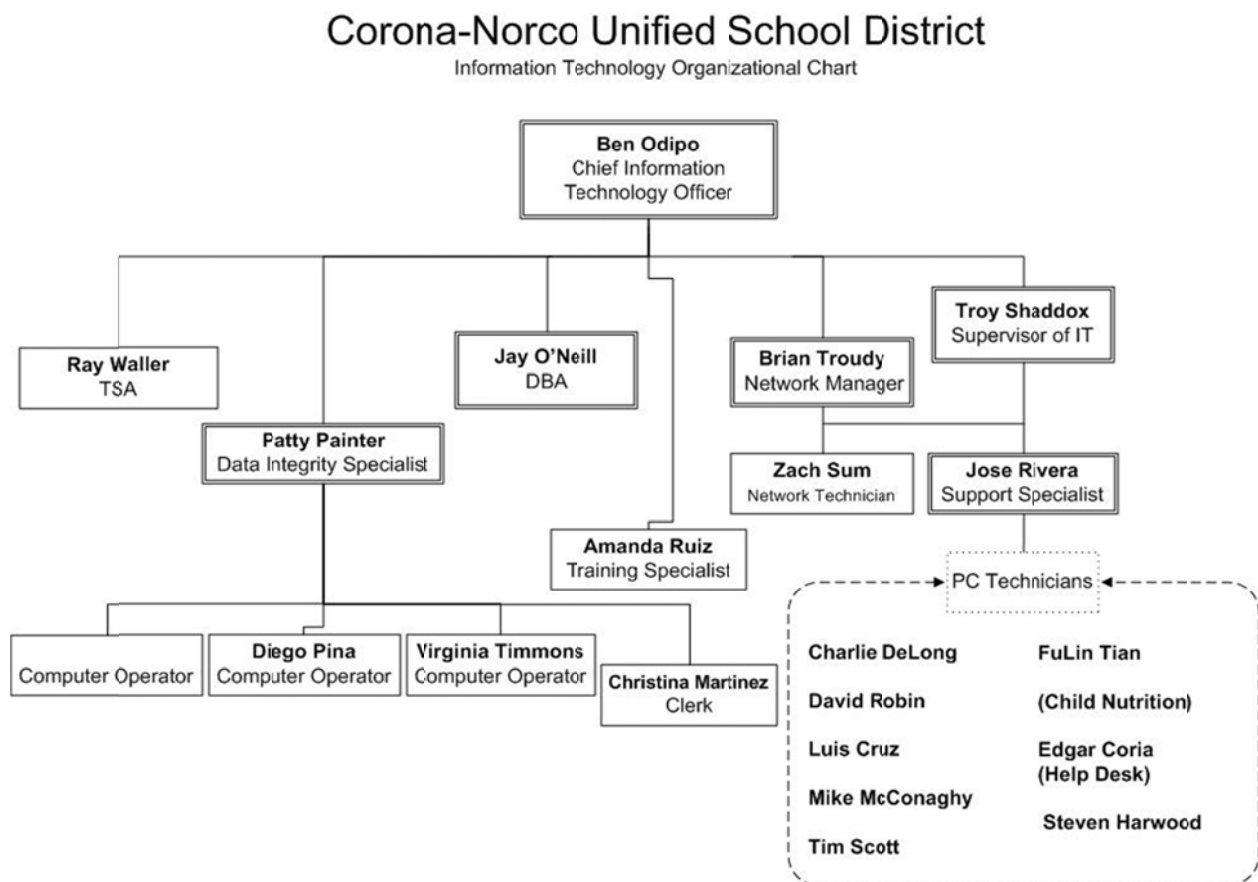 Corona-Norco Unified School District
Information Technology Organizational Chart
Ben Odipo
Chief Information
Technology Officer
Troy Shaddox
Supervisor of IT
Ray Waller
TSA
Jay O'Neill
DBA
Brian Troudy
Network Manager
Patty Painter
Data Integrity Specialist
Zach Sum
Network Technician
Jose Rivera
Support Specialist
Amanda Ruiz
Training Specialist
PC Technicians
Computer Operator
Diego Pina
Computer Operator
Virginia Timmons
Computer Operator
Christina Martinez
Clerk
Charlie DeLong
David Robin
Luis Cruz
Mike McConaghy
Tim Scott
FuLin Tian
(Child Nutrition)
Edgar Coria
(Help Desk)
Steven Harwood